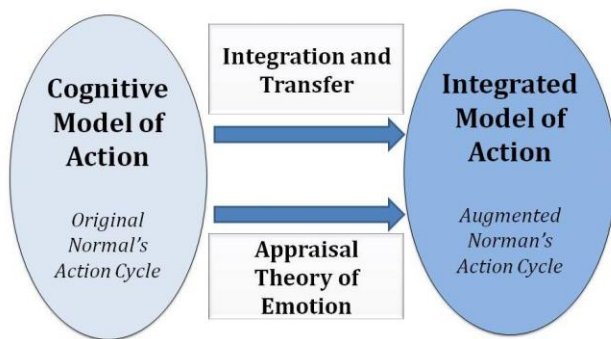 Cognitive
Model of
Action
Original
Normal's
Action Cycle
Integration and
Transfer
Appraisal
Theory of
Emotion
Integrated
Model of
Action
Augmented
Norman's
Action Cycle